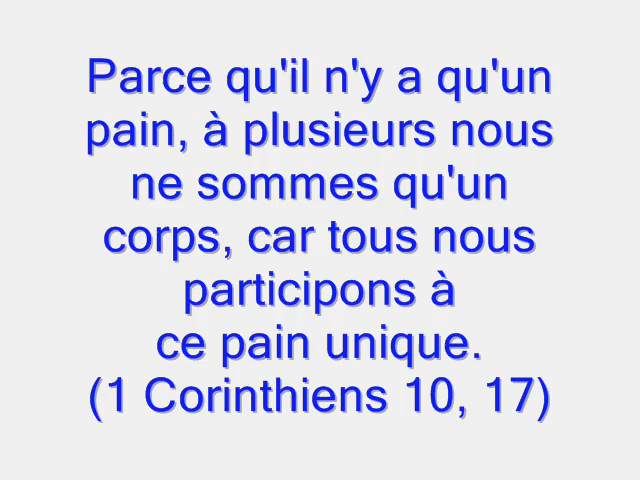 Parce qu'il n'y a qu'un
pain, à plusieurs nous
ne sommes qu'un
corps, car tous nous
participons à
ce pain unique.
(1 Corinthiens 10, 17)